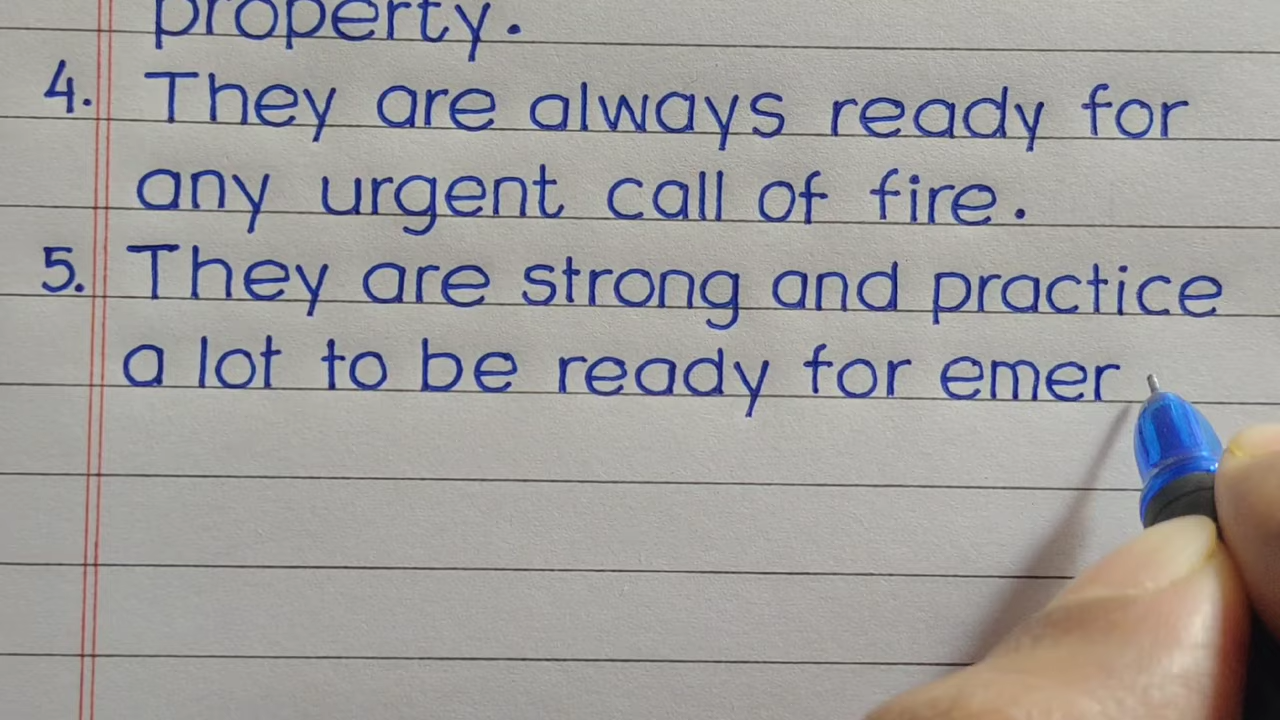 property.
4. They are always ready for
any urgent call of fire.
5. They are strong and practice
a lot to be ready for emer